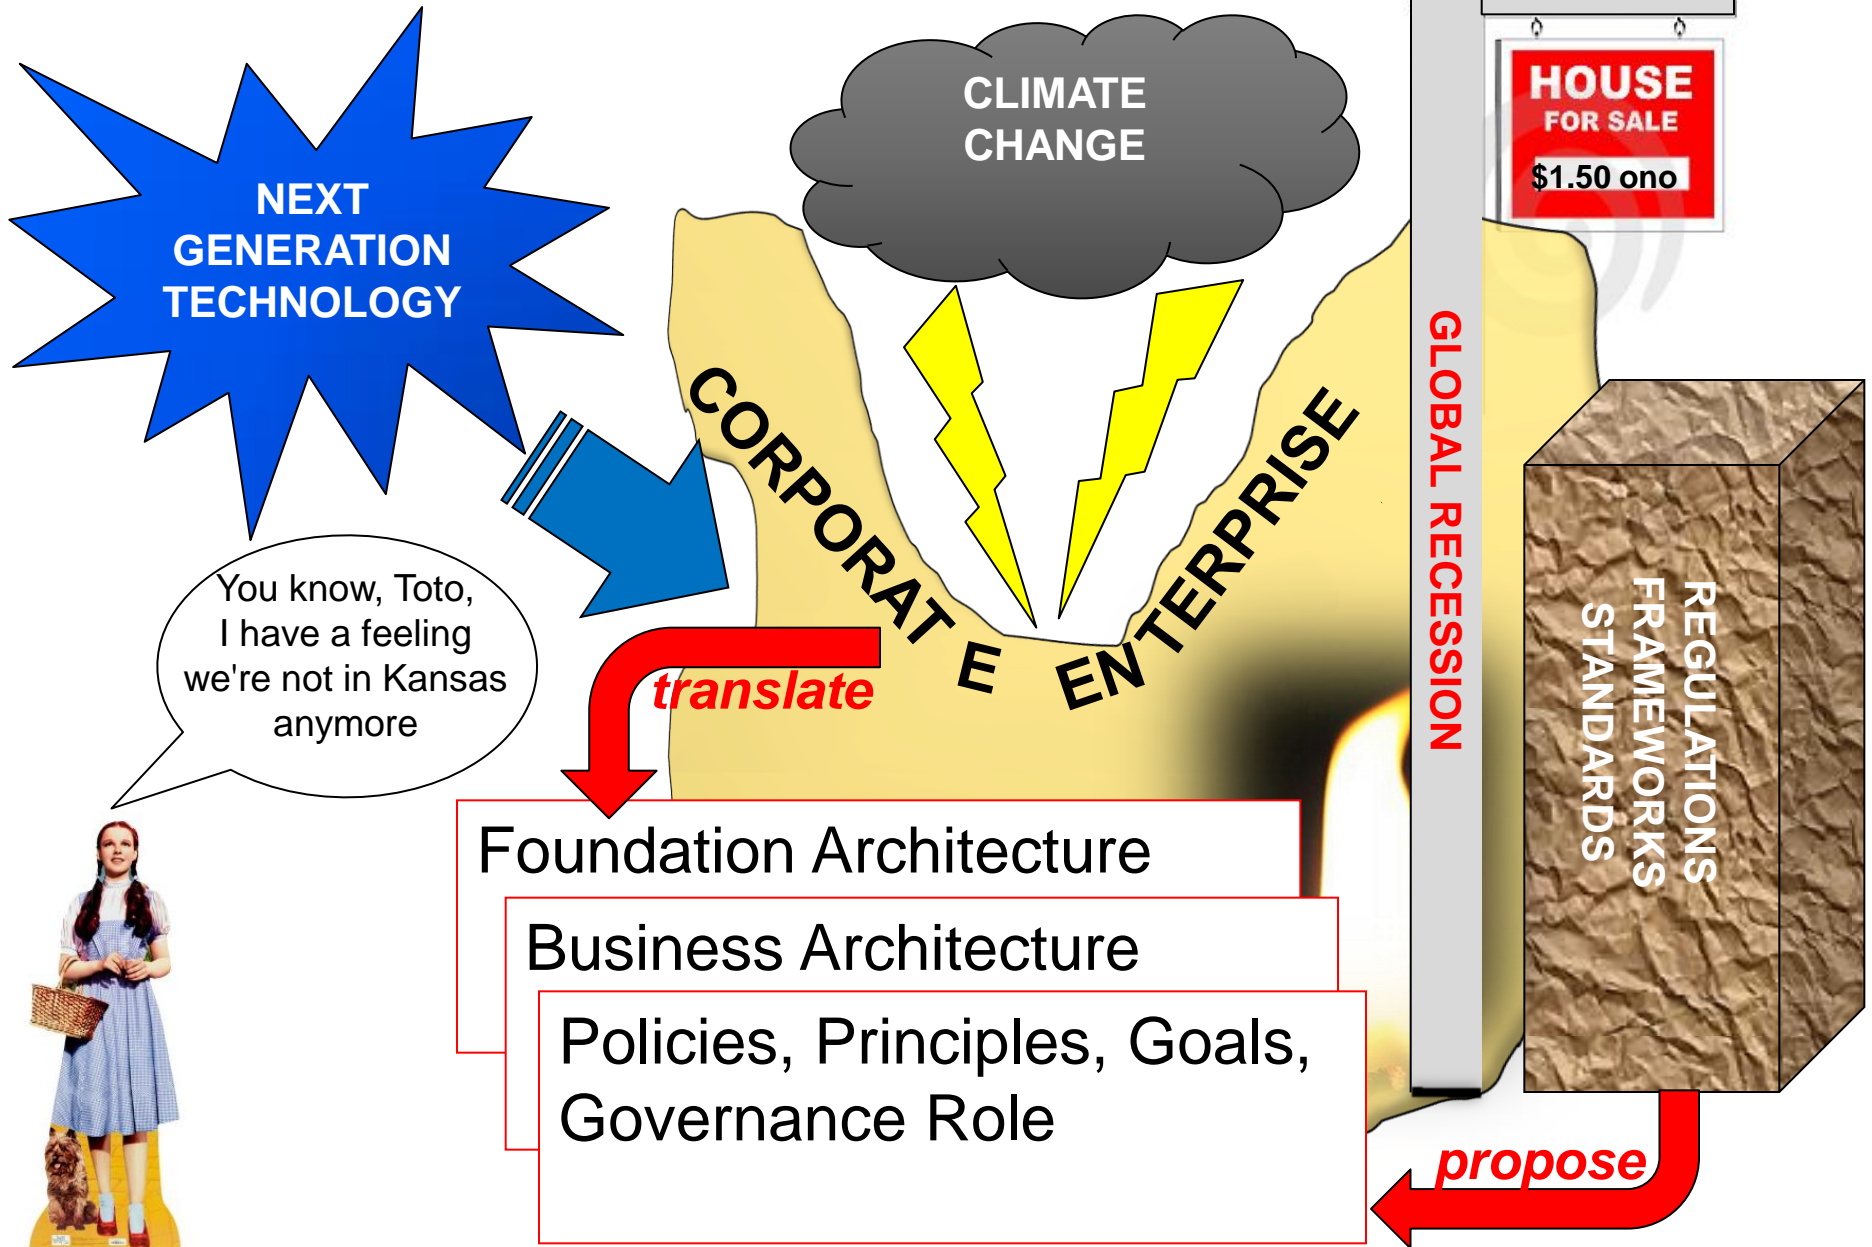 NEXT
GENERATION
TECHNOLOGY
CLIMATE
CHANGE
HOUSE
FOR SALE
$1.50 ono
CORPORATE ENTERPRISE
GLOBAL RECESSION
REGULATIONS
FRAMEWORKS
STANDARDS
You know, Toto,
I have a feeling
we're not in Kansas
anymore
translate
Foundation Architecture
Business Architecture
Policies, Principles, Goals,
Governance Role
propose